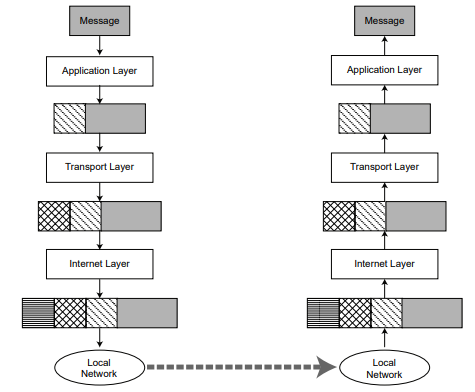 Message
Message
Application Layer
Application Layer
Transport Layer
Transport Layer
Internet Layer
Internet Layer
Local
Network
Local
Network